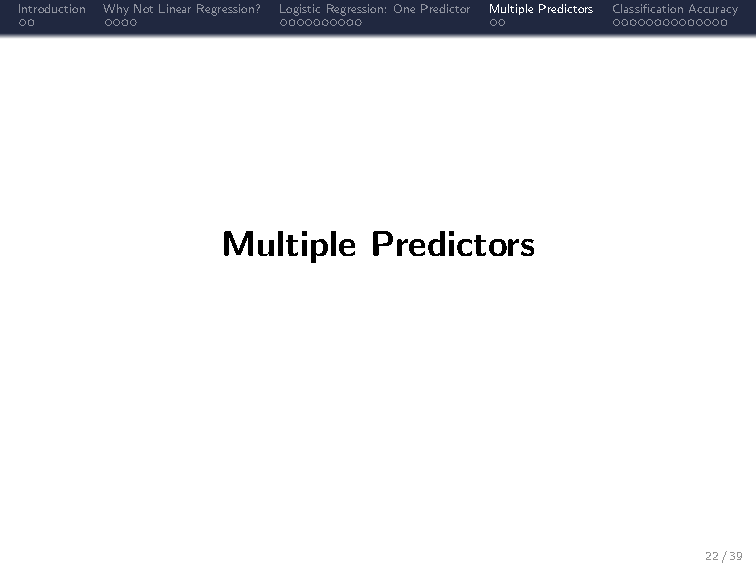 Introduction Why Not Linear Regression? Logistic Regression: One Predictor Multiple Predictors Classification Accuracy
Multiple Predictors
22 / 39